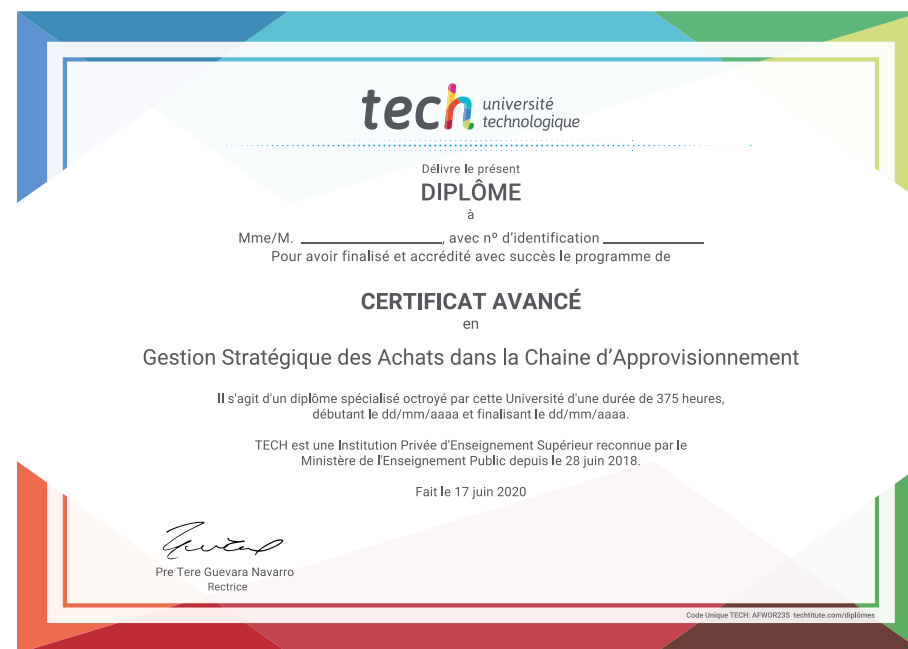 tech université
technologique
Délivre le présent
DIPLÔME
à
Mme/M. ____________________, avec nº d'identification ______________
Pour avoir finalisé et accrédité avec succès le programme de
CERTIFICAT AVANCÉ
en
Gestion Stratégique des Achats dans la Chaine d'Approvisionnement
Il s'agit d'un diplôme spécialisé octroyé par cette Université d'une durée de 375 heures,
débutant le dd/mm/aaaa et finalisant le dd/mm/aaaa.
TECH est une Institution Privée d'Enseignement Supérieur reconnue par le
Ministère de l'Enseignement Public depuis le 28 juin 2018.
Fait le 17 juin 2020
Pre Tere Guevara Navarro
Rectrice
Code Unique TECH: AFWOR23S techtitute.com/diplômes